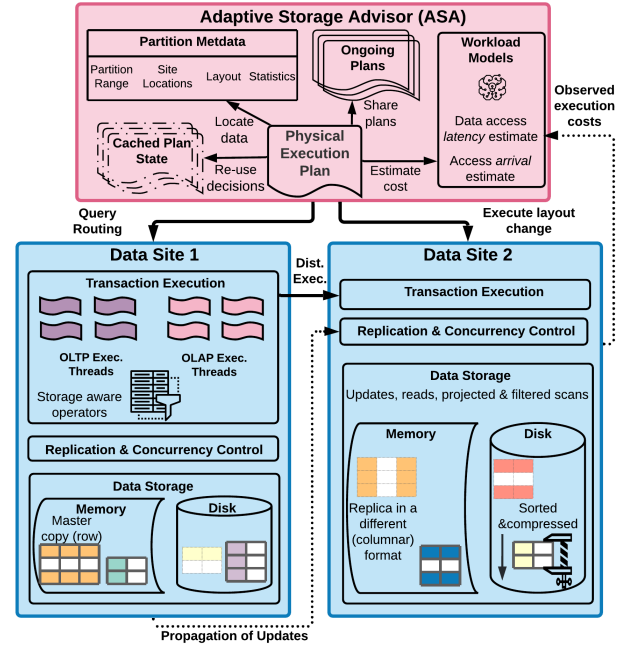 Adaptive Storage Advisor (ASA)
Partition Metdata
Partition
Range
Site
Locations
Layout
Statistics
Ongoing
Plans
Workload
Models
Data access
latency estimate
Access arrival
estimate
Observed
execution
costs
Locate
data
Share
plans
Cached Plan
State
Re-use
decisions
Physical
Execution
Plan
Estimate
cost
Query
Routing
Execute layout
change
Data Site 1
Transaction Execution
OLTP Exec.
Threads
OLAP Exec.
Threads
Storage aware
operators
Replication & Concurrency Control
Data Storage
Memory
Master
copy (row)
Disk
Dist.
Exec.
Data Site 2
Transaction Execution
Replication & Concurrency Control
Data Storage
Updates, reads, projected & filtered scans
Memory
Replica in a
different
(columnar)
format
Disk
Sorted
&compressed
Propagation of Updates